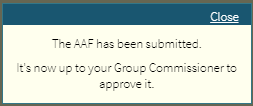 Close
The AAF has been submitted.
It's now up to your Group Commissioner to
approve it.